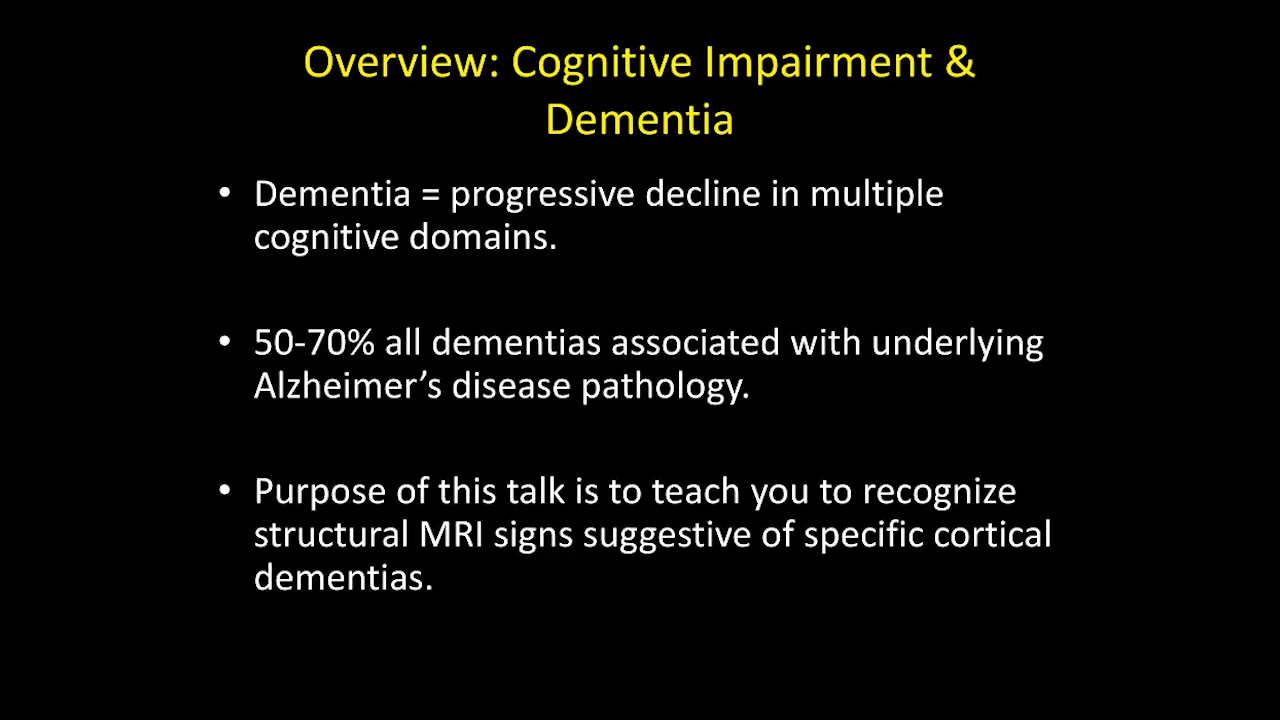 Overview: Cognitive Impairment &
Dementia
• Dementia = progressive decline in multiple
cognitive domains.
• 50-70% all dementias associated with underlying
Alzheimer’s disease pathology.
• Purpose of this talk is to teach you to recognize
structural MRI signs suggestive of specific cortical
dementias.